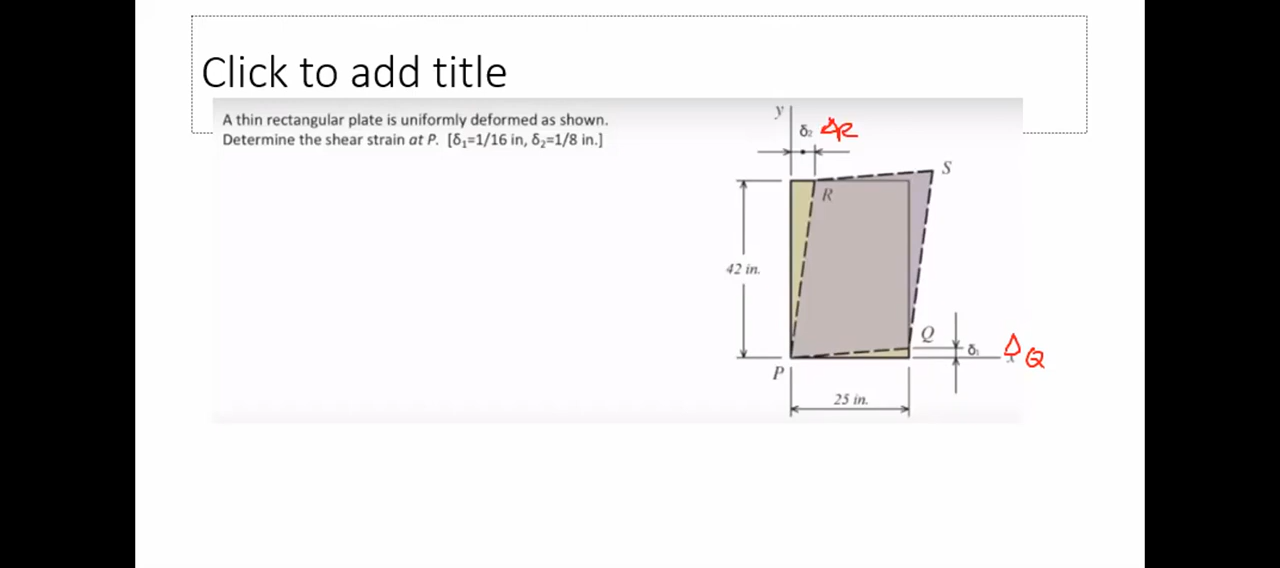 Click to add title
A thin rectangular plate is uniformly deformed as shown.
Determine the shear strain at P. [δ₁=1/16 in, δ₂=1/8 in.]
y
δ₂ ΔR
S
R
42 in.
Q
δ₁ ΔQ
x
P
25 in.